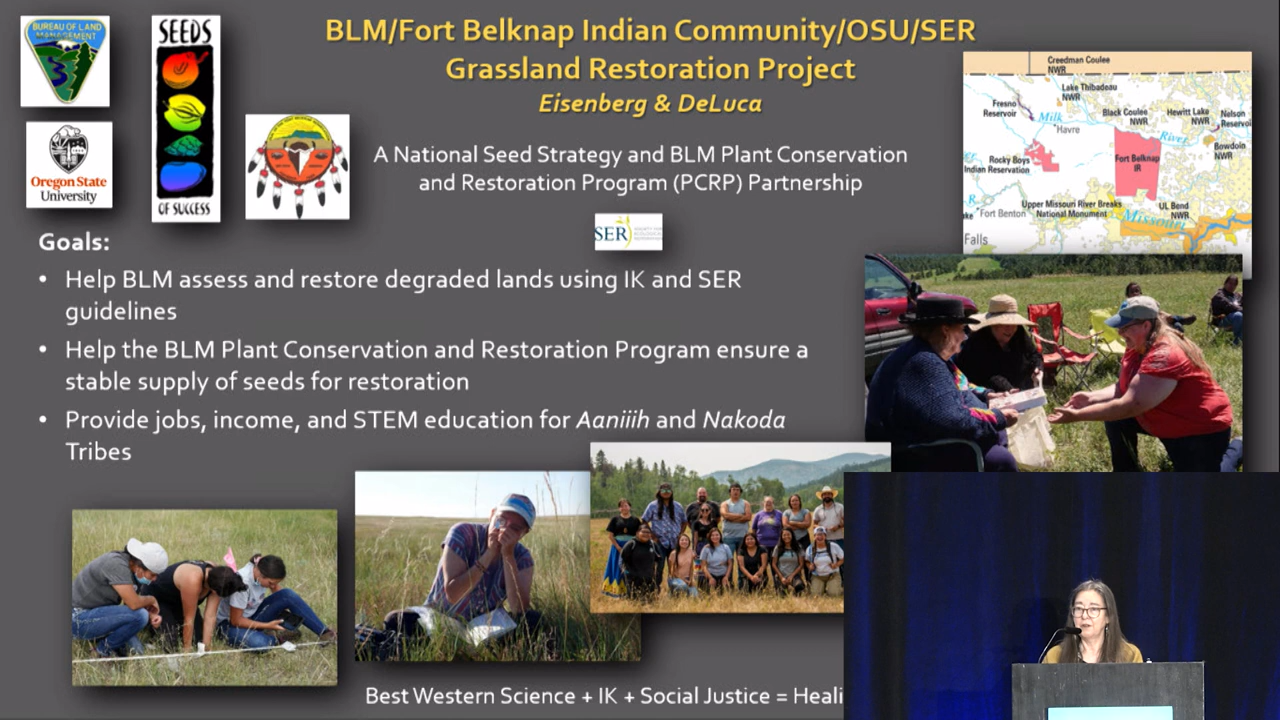 BUREAU OF LAND
MANAGEMENT
SEEDS
OF SUCCESS
Oregon State
University
BLM/Fort Belknap Indian Community/OSU/SER
Grassland Restoration Project
Eisenberg & DeLuca
A National Seed Strategy and BLM Plant Conservation
and Restoration Program (PCRP) Partnership
SER
Goals:
• Help BLM assess and restore degraded lands using IK and SER
guidelines
• Help the BLM Plant Conservation and Restoration Program ensure a
stable supply of seeds for restoration
• Provide jobs, income, and STEM education for Aaniiih and Nakoda
Tribes
Creedman Coulee
NWR
Lake Thibadeau
NWR
Fresno
Reservoir
Milk
Havre
Black Coulee
NWR
Hewitt Lake
NWR
Nelson
Reservoi
River
Bowdoin
NWR
Rocky Boys
Indian Reservation
Fort Belknap
IR
Upper Missouri River Breaks
National Monument
UL Bend
NWR
Fort Benton
Missouri
Falls
Best Western Science + IK + Social Justice = Heali